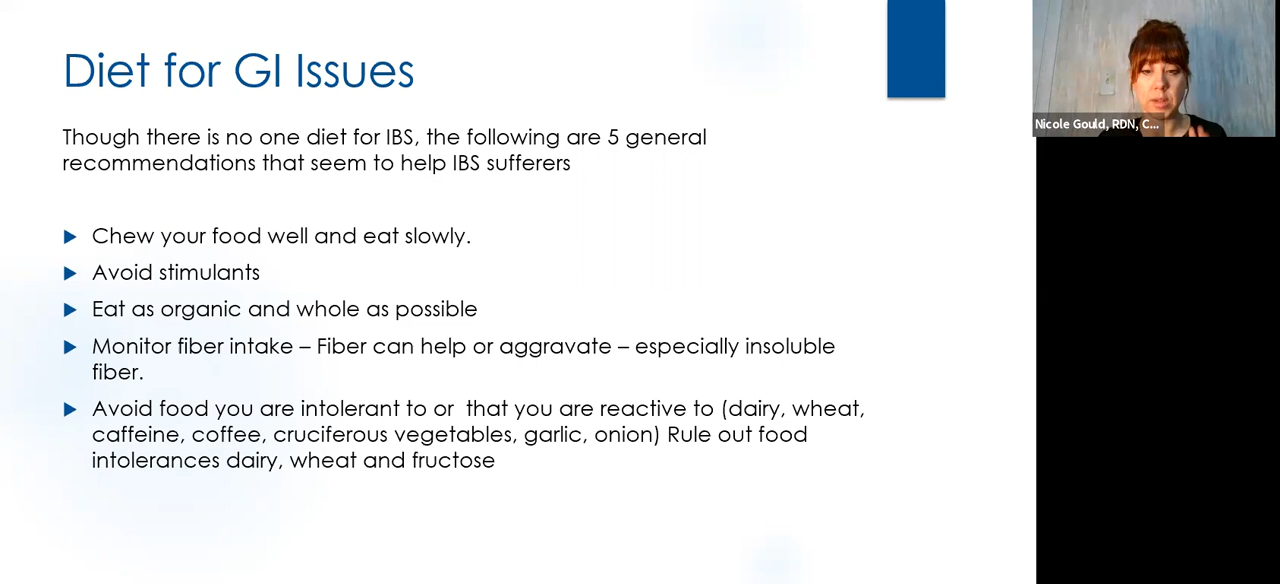 Diet for GI Issues
Though there is no one diet for IBS, the following are 5 general
recommendations that seem to help IBS sufferers
Chew your food well and eat slowly.
Avoid stimulants
Eat as organic and whole as possible
Monitor fiber intake – Fiber can help or aggravate – especially insoluble
fiber.
Avoid food you are intolerant to or  that you are reactive to (dairy, wheat,
caffeine, coffee, cruciferous vegetables, garlic, onion) Rule out food
intolerances dairy, wheat and fructose
Nicole Gould, RDN, C...